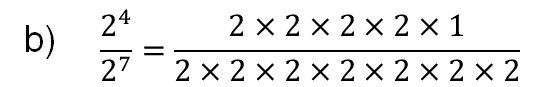 b) 2⁴/2⁷ = (2 × 2 × 2 × 2 × 1)/(2 × 2 × 2 × 2 × 2 × 2 × 2)